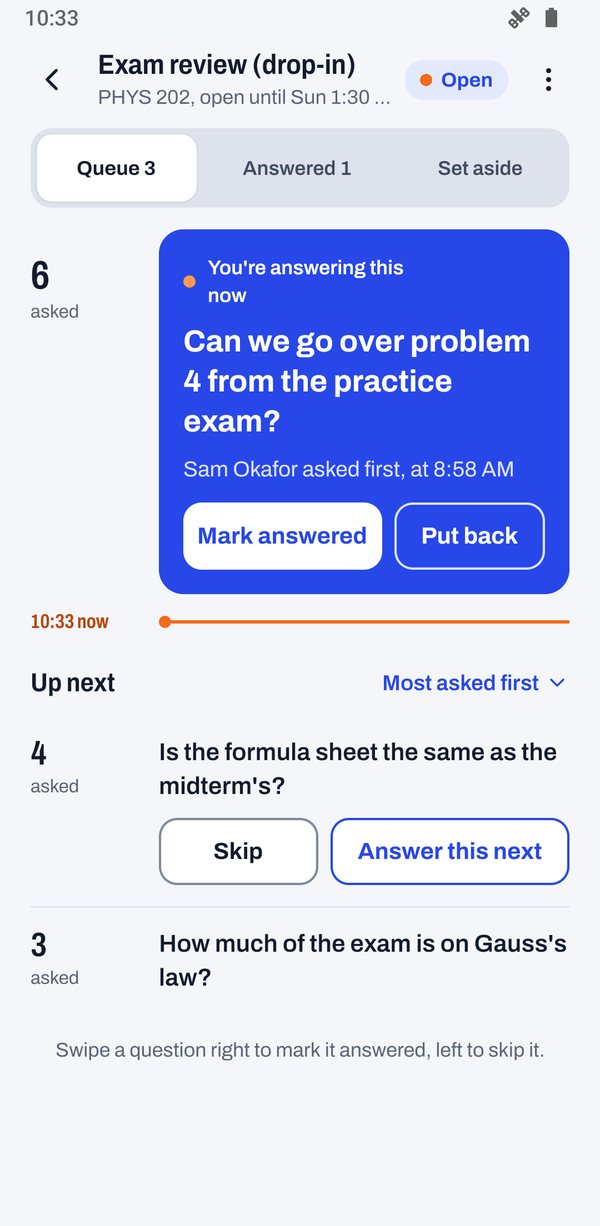 10:33
Exam review (drop-in)
PHYS 202, open until Sun 1:30 ...
Open
Queue 3
Answered 1
Set aside
6
asked
You're answering this
now
Can we go over problem
4 from the practice
exam?
Sam Okafor asked first, at 8:58 AM
Mark answered
Put back
10:33 now
Up next
Most asked first
4
asked
Is the formula sheet the same as the
midterm's?
Skip
Answer this next
3
asked
How much of the exam is on Gauss's
law?
Swipe a question right to mark it answered, left to skip it.